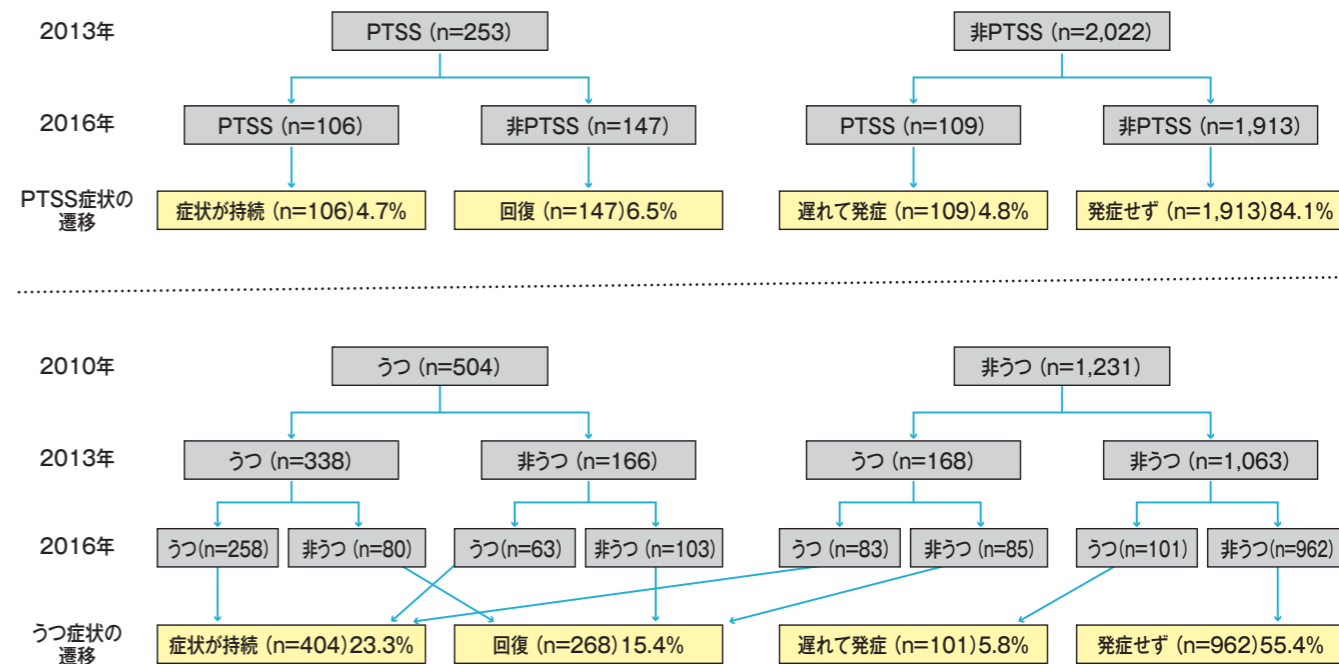 2013年
PTSS (n=253)
非PTSS (n=2,022)
2016年
PTSS (n=106)
非PTSS (n=147)
PTSS (n=109)
非PTSS (n=1,913)
PTSS症状の
遷移
症状が持続 (n=106)4.7%
回復 (n=147)6.5%
遅れて発症 (n=109)4.8%
発症せず (n=1,913)84.1%
2010年
うつ (n=504)
非うつ (n=1,231)
2013年
うつ (n=338)
非うつ (n=166)
うつ (n=168)
非うつ (n=1,063)
2016年
うつ(n=258)
非うつ (n=80)
うつ(n=63)
非うつ (n=103)
うつ (n=83)
非うつ (n=85)
うつ(n=101)
非うつ(n=962)
うつ症状の
遷移
症状が持続 (n=404)23.3%
回復 (n=268)15.4%
遅れて発症 (n=101)5.8%
発症せず (n=962)55.4%